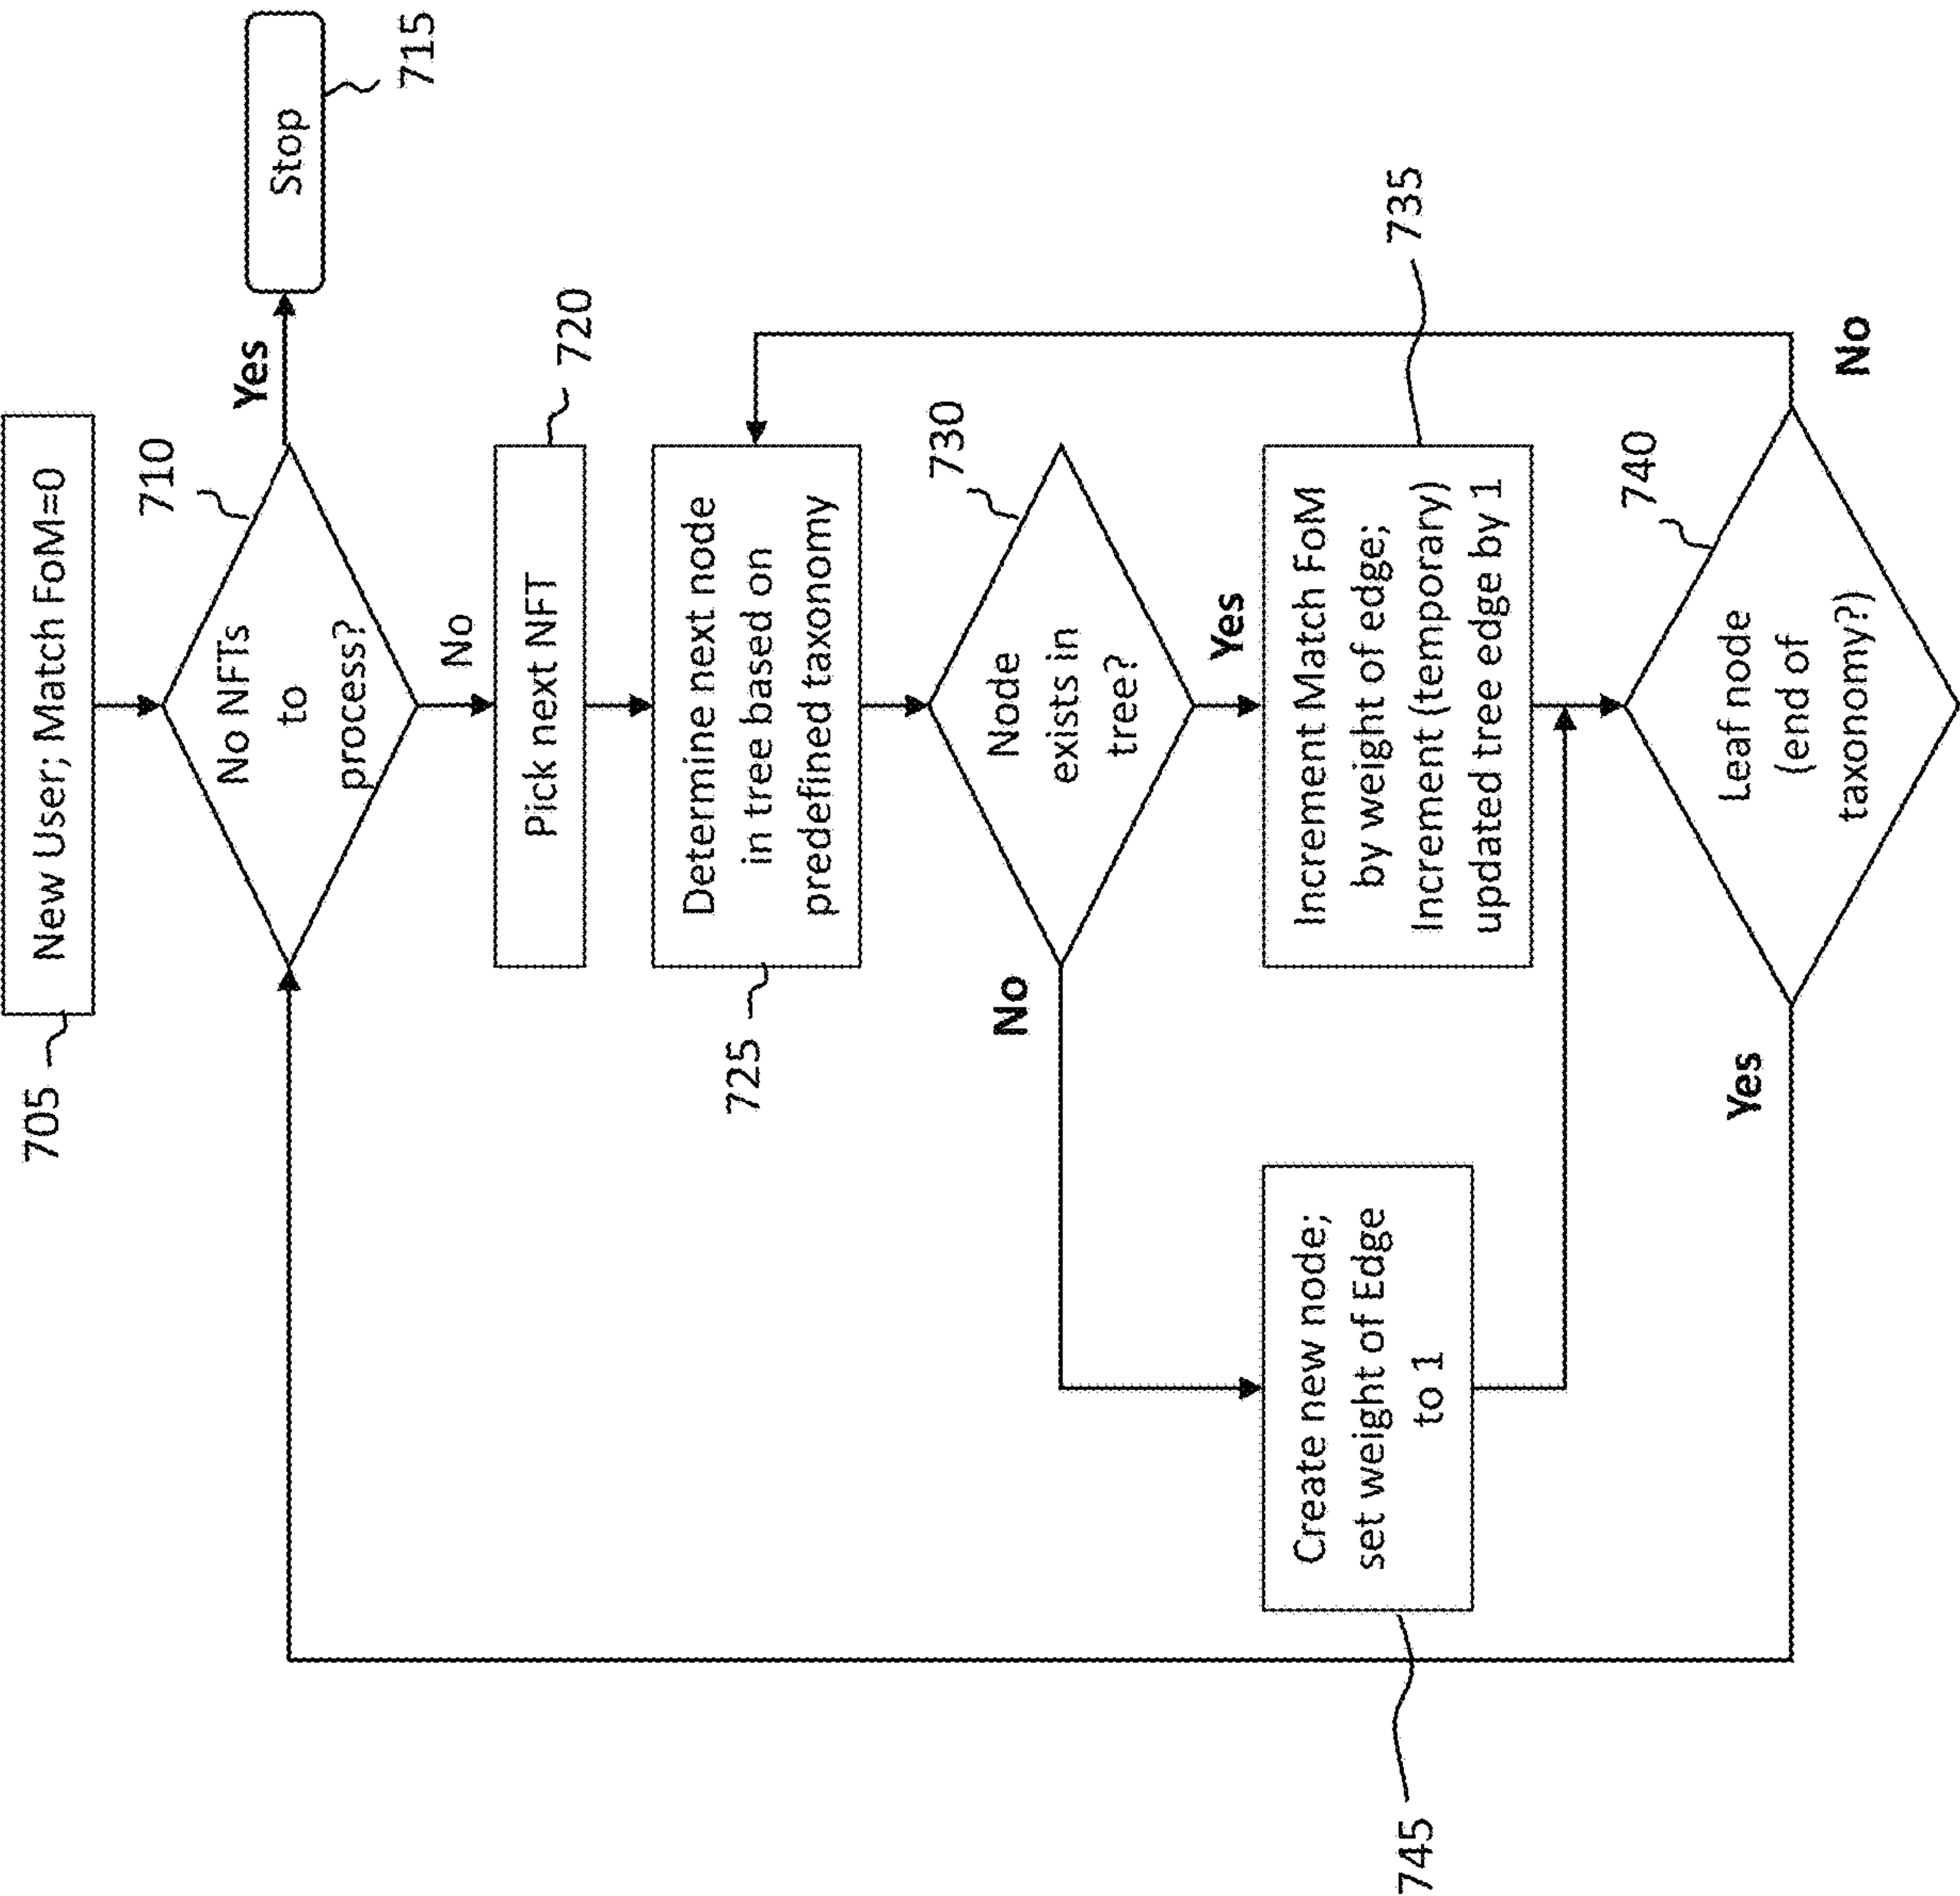 705
New User; Match FoM=0
710
No NFTs
to
process?
Yes
Stop
715
No
Pick next NFT
720
725
Determine next node
in tree based on
predefined taxonomy
730
Node
exists in
tree?
No
Yes
745
Create new node;
set weight of Edge
to 1
Increment Match FoM
by weight of edge;
Increment (temporary)
updated tree edge by 1
735
740
Leaf node
(end of
taxonomy?)
Yes
No